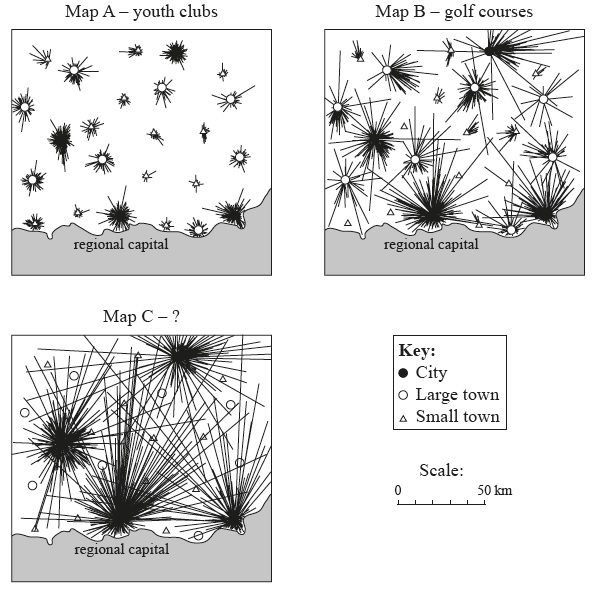 Map A – youth clubs
Map B – golf courses
regional capital
regional capital
Map C – ?
Key:
City
Large town
Small town
Scale:
0 50 km
regional capital